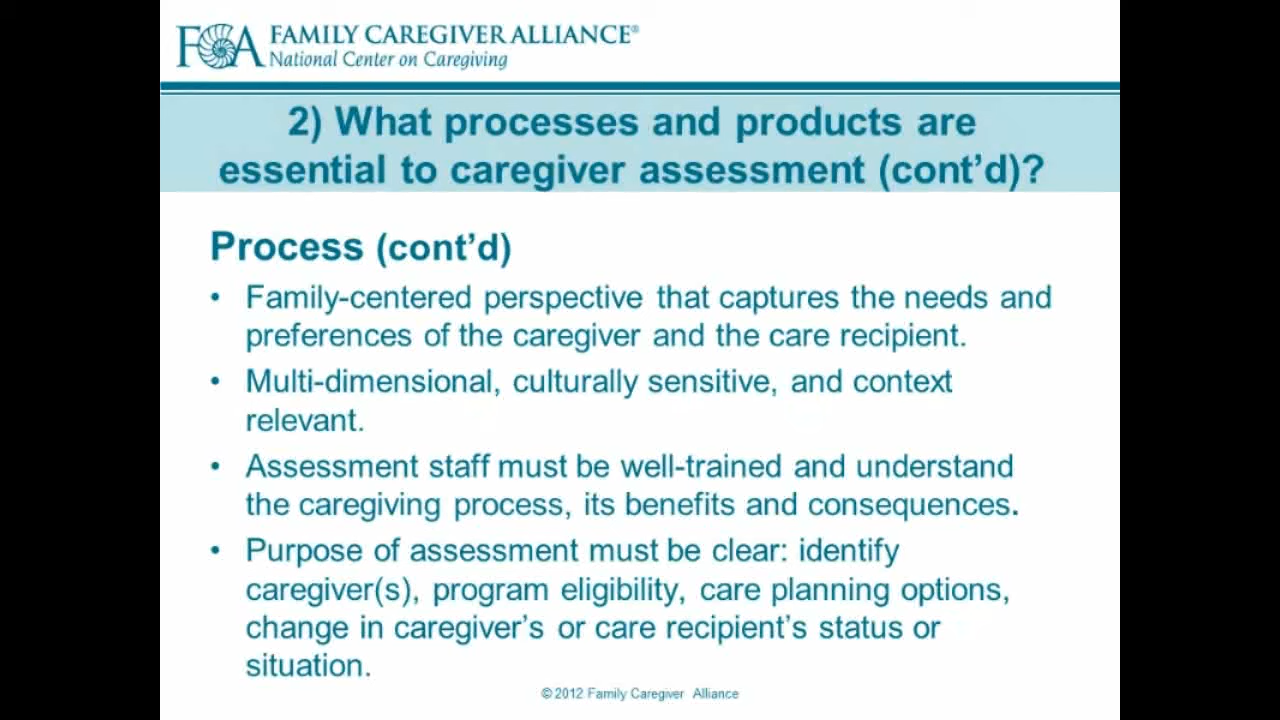 FCA FAMILY CAREGIVER ALLIANCE®
National Center on Caregiving
2) What processes and products are
essential to caregiver assessment (cont’d)?
Process (cont’d)
• Family-centered perspective that captures the needs and
preferences of the caregiver and the care recipient.
• Multi-dimensional, culturally sensitive, and context
relevant.
• Assessment staff must be well-trained and understand
the caregiving process, its benefits and consequences.
• Purpose of assessment must be clear: identify
caregiver(s), program eligibility, care planning options,
change in caregiver’s or care recipient’s status or
situation.
© 2012 Family Caregiver Alliance